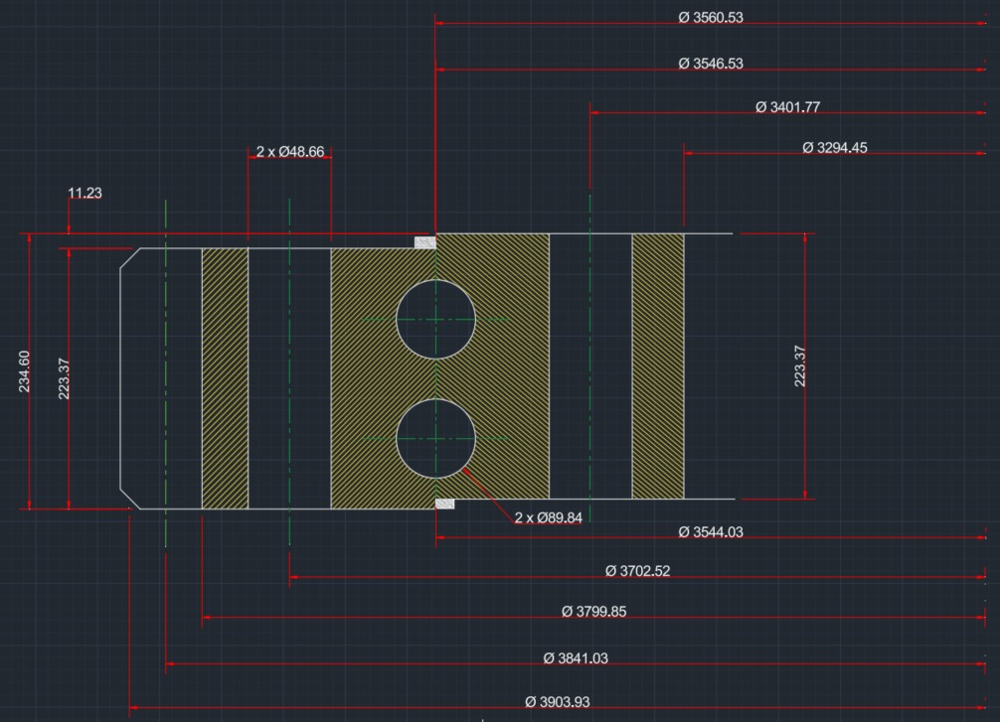 Ø 3560.53
Ø 3546.53
Ø 3401.77
Ø 3294.45
2 x Ø48.66
11.23
234.60
223.37
223.37
2 x Ø89.84
Ø 3544.03
Ø 3702.52
Ø 3799.85
Ø 3841.03
Ø 3903.93